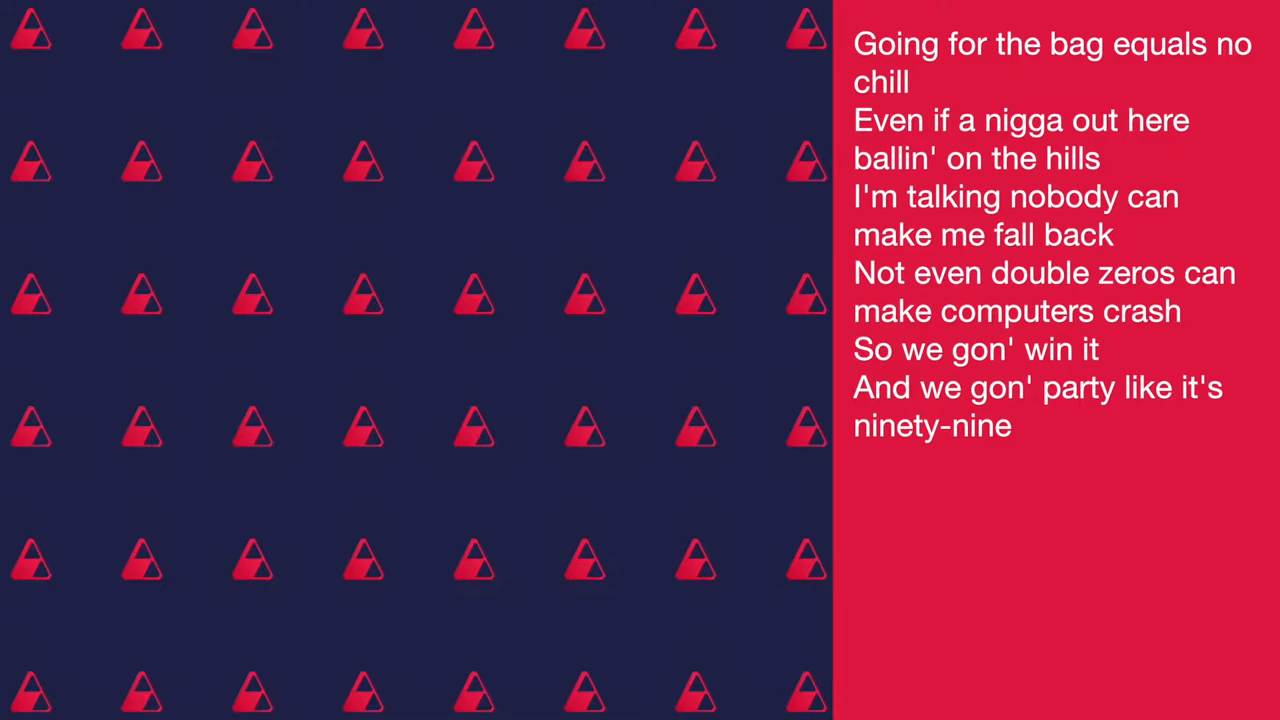 Going for the bag equals no
chill
Even if a nigga out here
ballin' on the hills
I'm talking nobody can
make me fall back
Not even double zeros can
make computers crash
So we gon' win it
And we gon' party like it's
ninety-nine